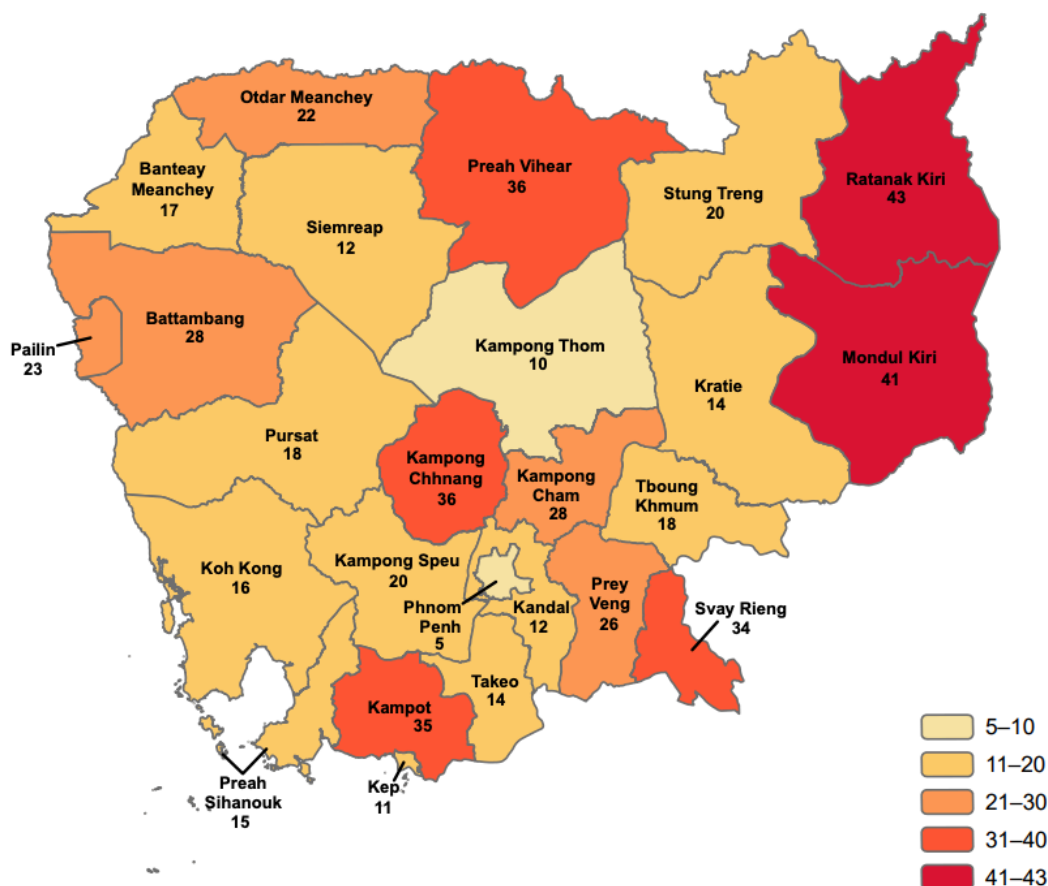 Otdar Meanchey
22
Preah Vihear
36
Banteay
Meanchey
17
Siemreap
12
Stung Treng
20
Ratanak Kiri
43
Battambang
28
Pailin
23
Kampong Thom
10
Mondul Kiri
41
Kratie
14
Pursat
18
Kampong
Chhnang
36
Kampong
Cham
28
Tboung
Khmum
18
Koh Kong
16
Kampong Speu
20
Phnom
Penh
5
Kandal
12
Prey
Veng
26
Svay Rieng
34
Takeo
14
Kampot
35
Kep
11
Preah
Sihanouk
15
5–10
11–20
21–30
31–40
41–43